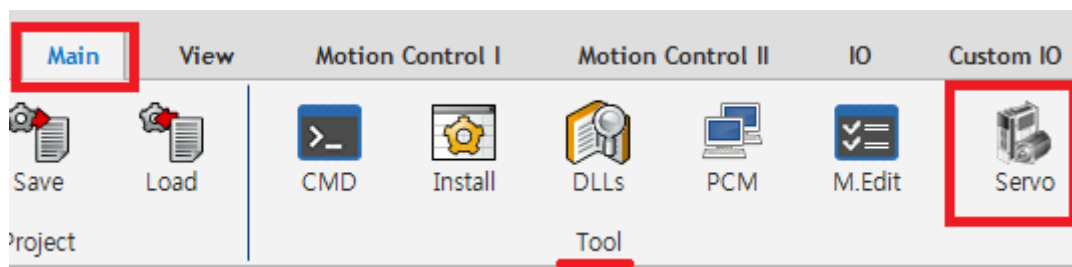 Main View Motion Control I Motion Control II IO Custom IO
Save Load CMD Install DLLs PCM M.Edit Servo
Project Tool